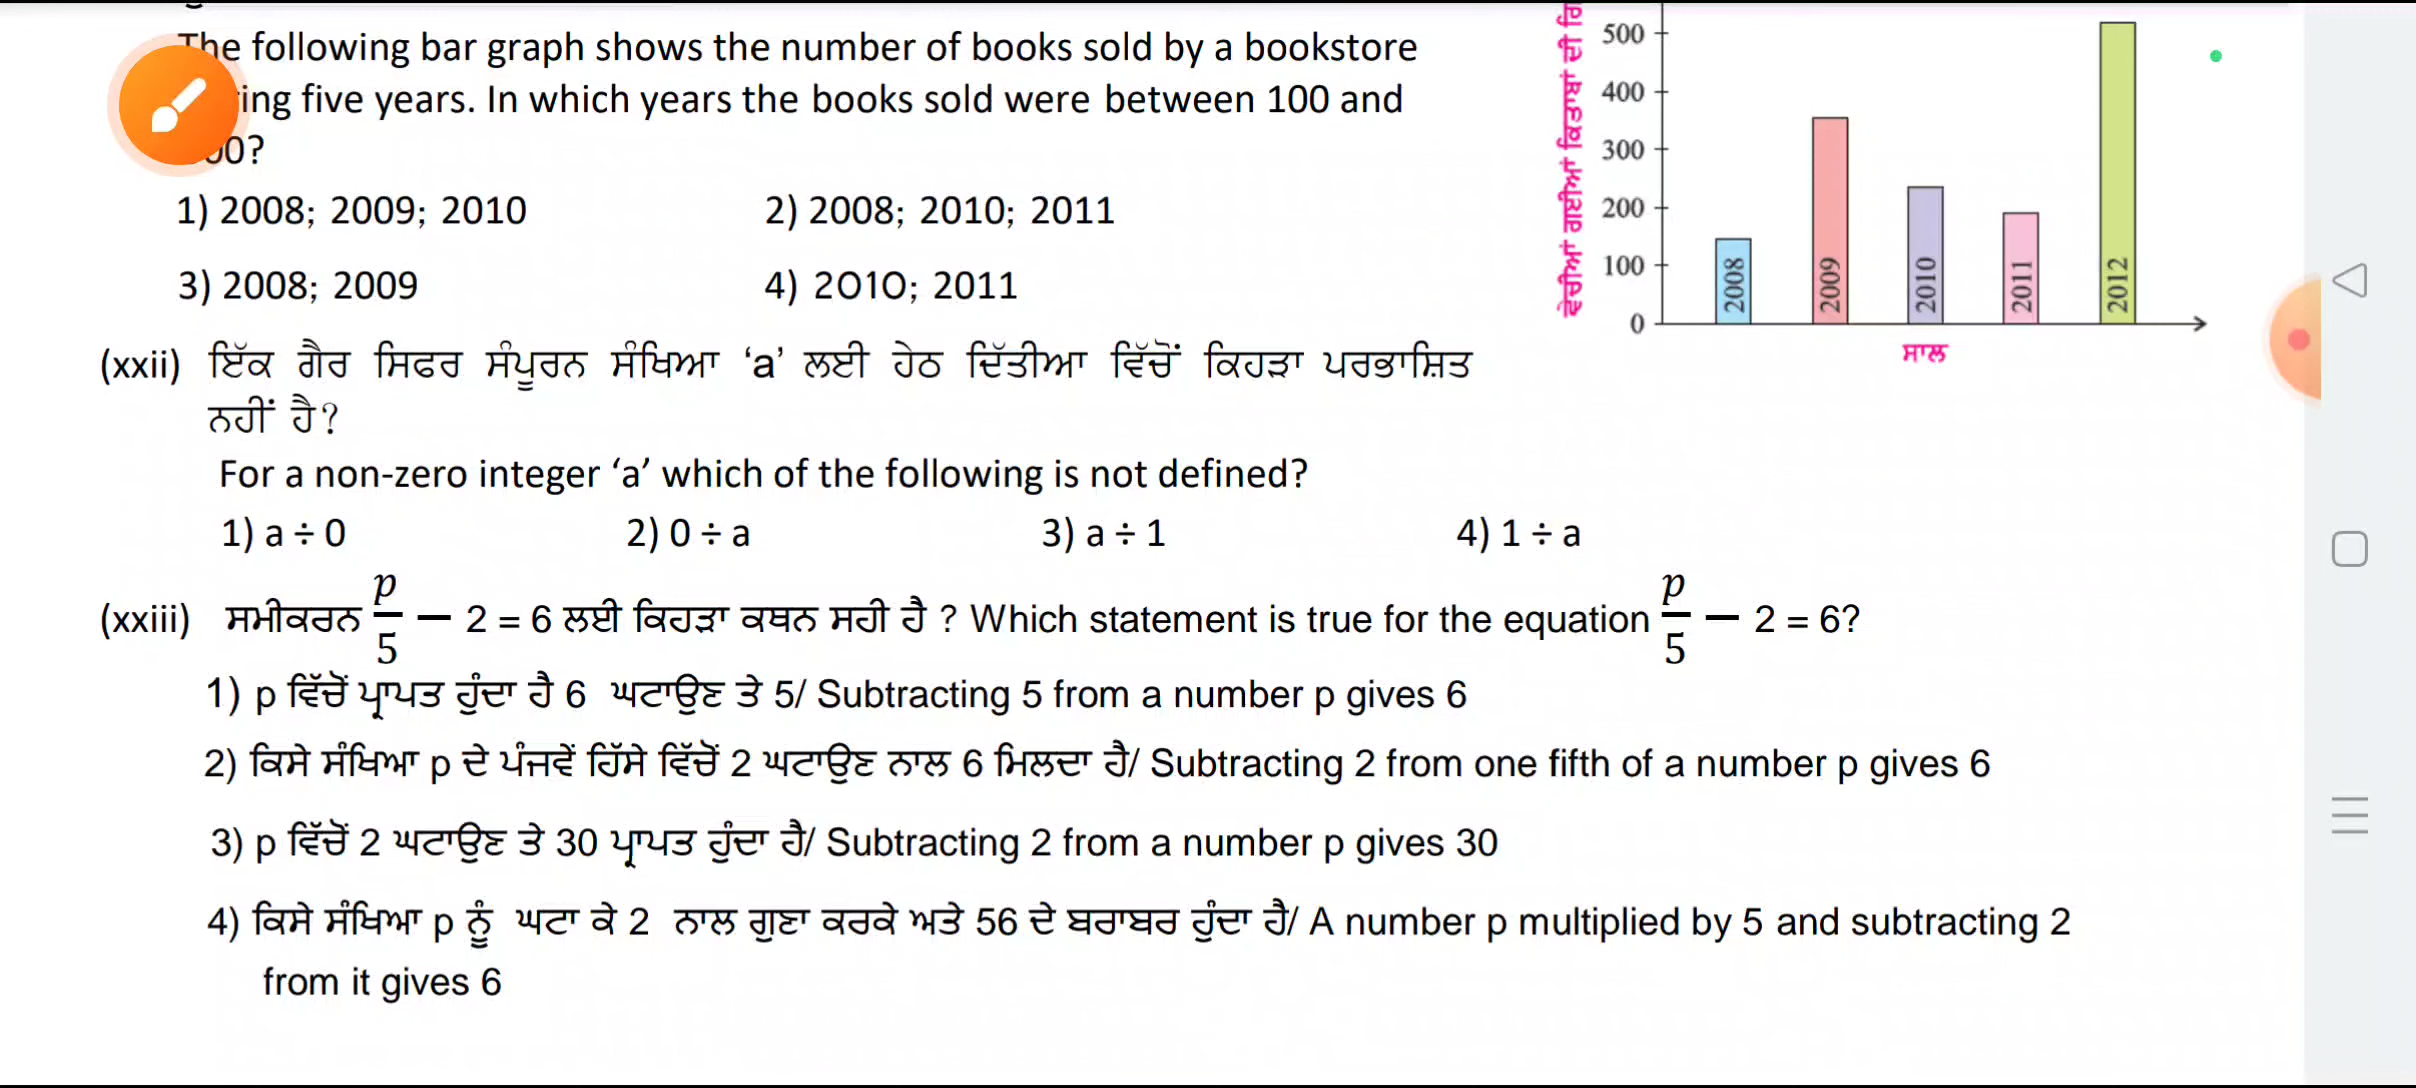 The following bar graph shows the number of books sold by a bookstore
ing five years. In which years the books sold were between 100 and
00?
1) 2008; 2009; 2010 2) 2008; 2010; 2011
3) 2008; 2009 4) 2010; 2011
500
400
300
200
100
0
2008 2009 2010 2011 2012
ਸਾਲ
ਵੇਚੀਆਂ ਗਈਆਂ ਕਿਤਾਬਾਂ ਦੀ
(xxii) ਇੱਕ ਗੈਰ ਸਿਫਰ ਸੰਪੂਰਨ ਸੰਖਿਆ ‘a’ ਲਈ ਹੇਠ ਦਿੱਤੀਆ ਵਿੱਚੋਂ ਕਿਹੜਾ ਪਰਭਾਸ਼ਿਤ
ਨਹੀਂ ਹੈ?
For a non-zero integer ‘a’ which of the following is not defined?
1) a ÷ 0 2) 0 ÷ a 3) a ÷ 1 4) 1 ÷ a
(xxiii) ਸਮੀਕਰਨ p/5 − 2 = 6 ਲਈ ਕਿਹੜਾ ਕਥਨ ਸਹੀ ਹੈ ? Which statement is true for the equation p/5 − 2 = 6?
1) p ਵਿੱਚੋਂ ਪ੍ਰਾਪਤ ਹੁੰਦਾ ਹੈ 6 ਘਟਾਉਣ ਤੇ 5/ Subtracting 5 from a number p gives 6
2) ਕਿਸੇ ਸੰਖਿਆ p ਦੇ ਪੰਜਵੇਂ ਹਿੱਸੇ ਵਿੱਚੋਂ 2 ਘਟਾਉਣ ਨਾਲ 6 ਮਿਲਦਾ ਹੈ/ Subtracting 2 from one fifth of a number p gives 6
3) p ਵਿੱਚੋਂ 2 ਘਟਾਉਣ ਤੇ 30 ਪ੍ਰਾਪਤ ਹੁੰਦਾ ਹੈ/ Subtracting 2 from a number p gives 30
4) ਕਿਸੇ ਸੰਖਿਆ p ਨੂੰ ਘਟਾ ਕੇ 2 ਨਾਲ ਗੁਣਾ ਕਰਕੇ ਅਤੇ 56 ਦੇ ਬਰਾਬਰ ਹੁੰਦਾ ਹੈ/ A number p multiplied by 5 and subtracting 2
from it gives 6